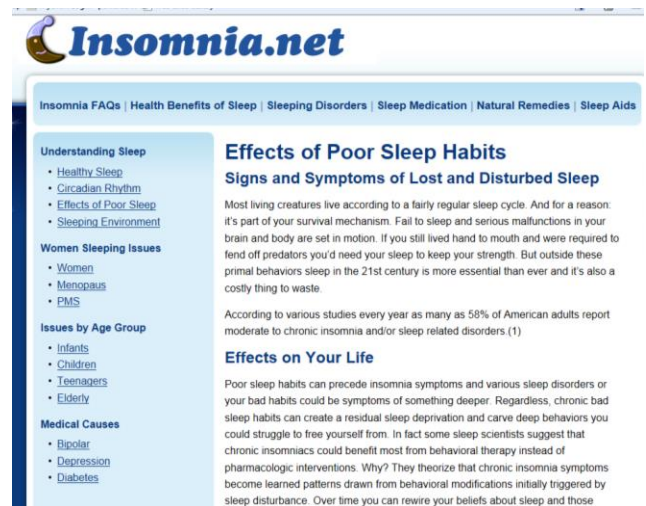 Insomnia.net
Insomnia FAQs | Health Benefits of Sleep | Sleeping Disorders | Sleep Medication | Natural Remedies | Sleep Aids
Understanding Sleep
• Healthy Sleep
• Circadian Rhythm
• Effects of Poor Sleep
• Sleeping Environment
Women Sleeping Issues
• Women
• Menopaus
• PMS
Issues by Age Group
• Infants
• Children
• Teenagers
• Elderly
Medical Causes
• Bipolar
• Depression
• Diabetes
Effects of Poor Sleep Habits
Signs and Symptoms of Lost and Disturbed Sleep
Most living creatures live according to a fairly regular sleep cycle. And for a reason:
it's part of your survival mechanism. Fail to sleep and serious malfunctions in your
brain and body are set in motion. If you still lived hand to mouth and were required to
fend off predators you'd need your sleep to keep your strength. But outside these
primal behaviors sleep in the 21st century is more essential than ever and it's also a
costly thing to waste.
According to various studies every year as many as 58% of American adults report
moderate to chronic insomnia and/or sleep related disorders.(1)
Effects on Your Life
Poor sleep habits can precede insomnia symptoms and various sleep disorders or
your bad habits could be symptoms of something deeper. Regardless, chronic bad
sleep habits can create a residual sleep deprivation and carve deep behaviors you
could struggle to free yourself from. In fact some sleep scientists suggest that
chronic insomniacs could benefit most from behavioral therapy instead of
pharmacologic interventions. Why? They theorize that chronic insomnia symptoms
become learned patterns drawn from behavioral modifications initially triggered by
sleep disturbance. Over time you can rewire your beliefs about sleep and those